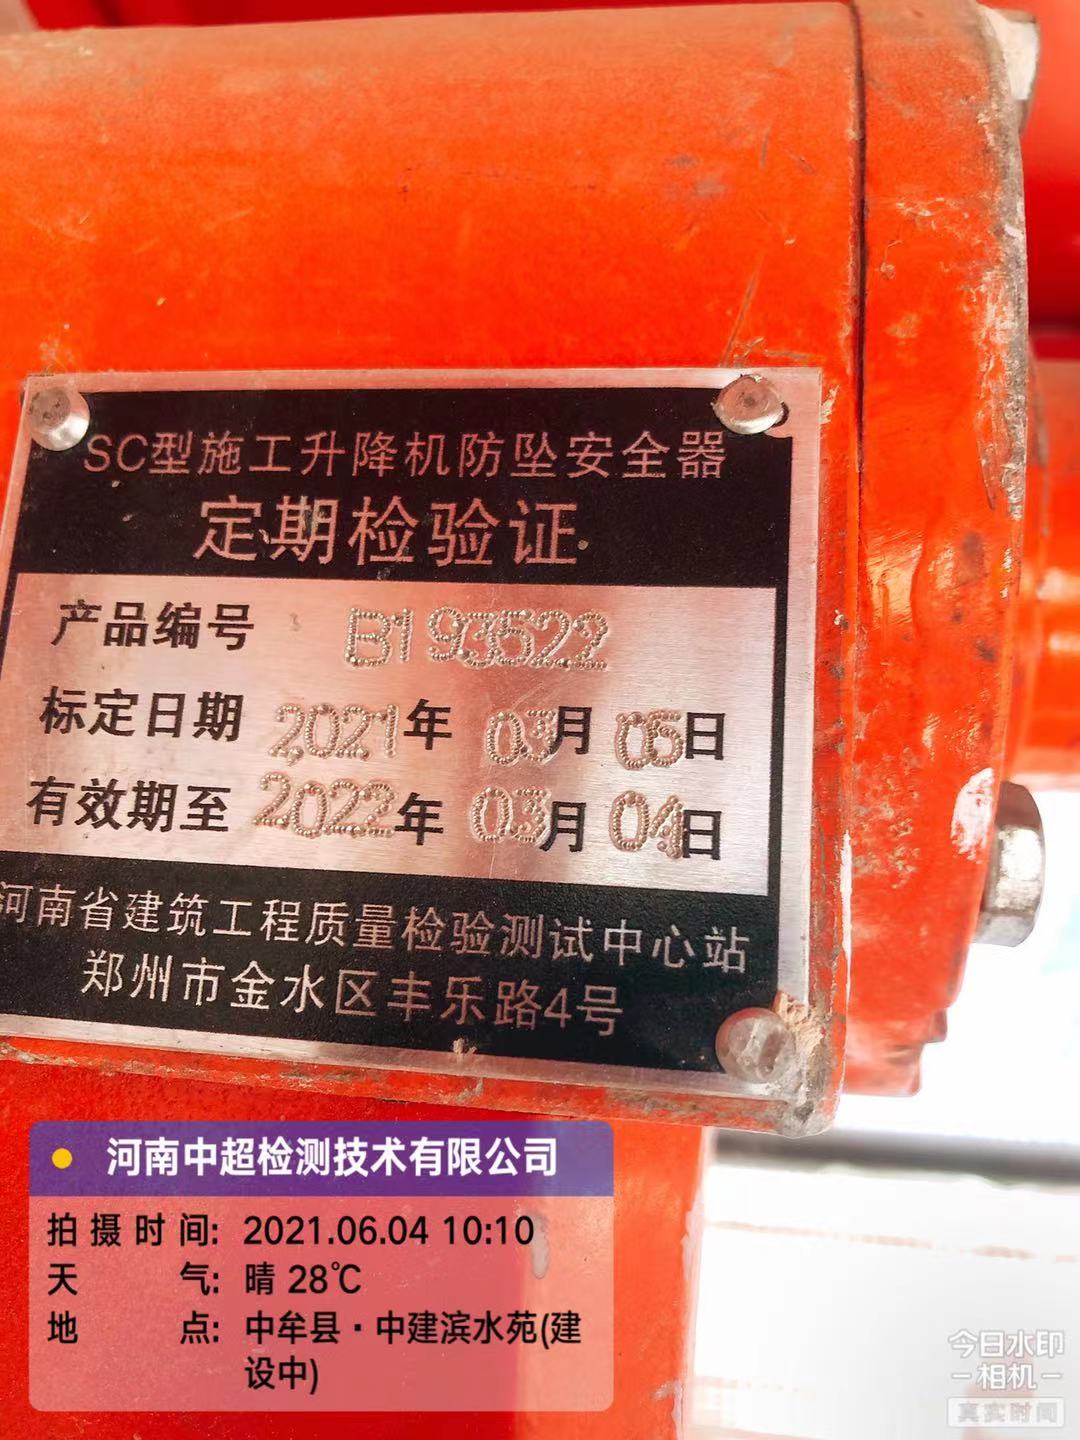 SC型施工升降机防坠安全器
定期检验证
产品编号 B193522
标定日期 2021年03月05日
有效期至 2022年03月04日
河南省建筑工程质量检验测试中心站
郑州市金水区丰乐路4号
河南中超检测技术有限公司
拍摄时间: 2021.06.04 10:10
天气: 晴 28℃
地点: 中牟县·中建滨水苑(建
设中)
今日水印
相机
真实时间